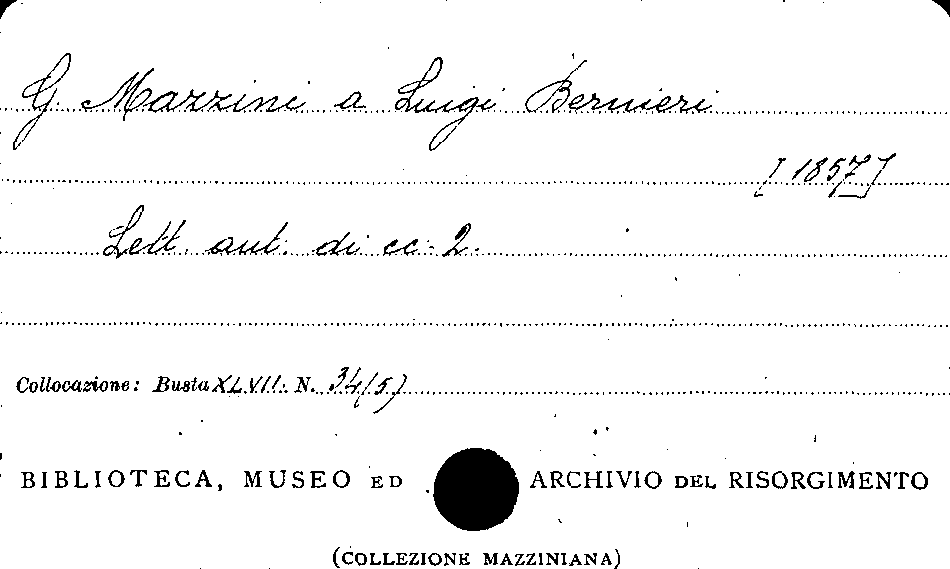 G. Mazzini a Luigi Bernieri
[1857]
Lett. aut. di cc. 2.
Collocazione: Busta XLVII. N. 34(5)
BIBLIOTECA, MUSEO ED ARCHIVIO DEL RISORGIMENTO
(COLLEZIONE MAZZINIANA)